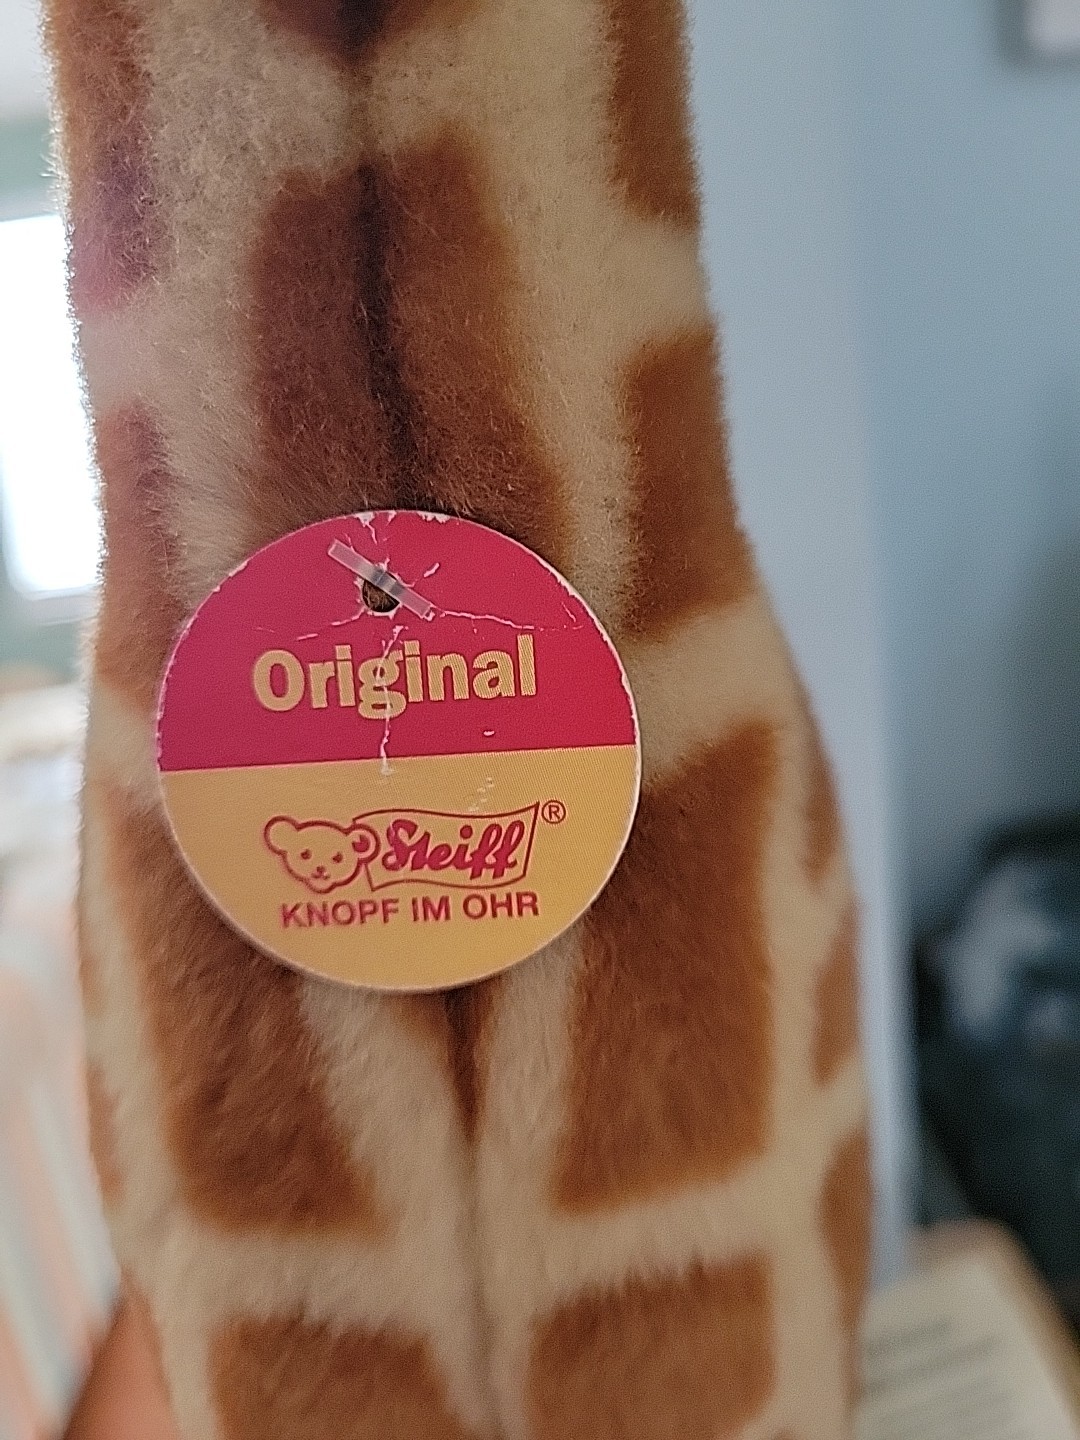 Original
Steiff®
KNOPF IM OHR